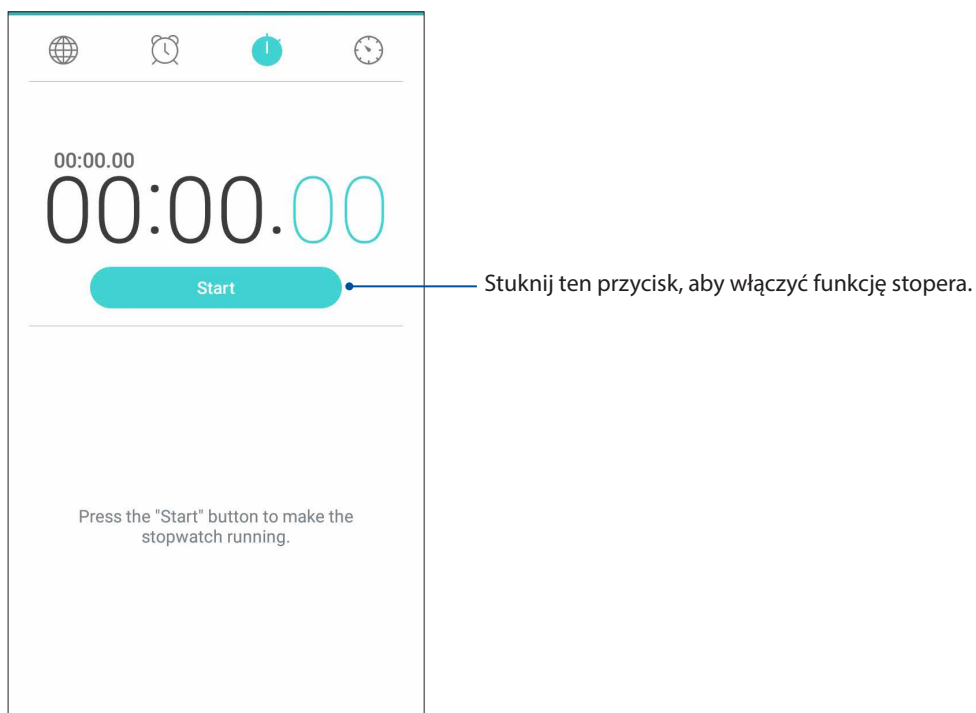 00:00.00
00:00.00
Start
Stuknij ten przycisk, aby włączyć funkcję stopera.
Press the "Start" button to make the
stopwatch running.